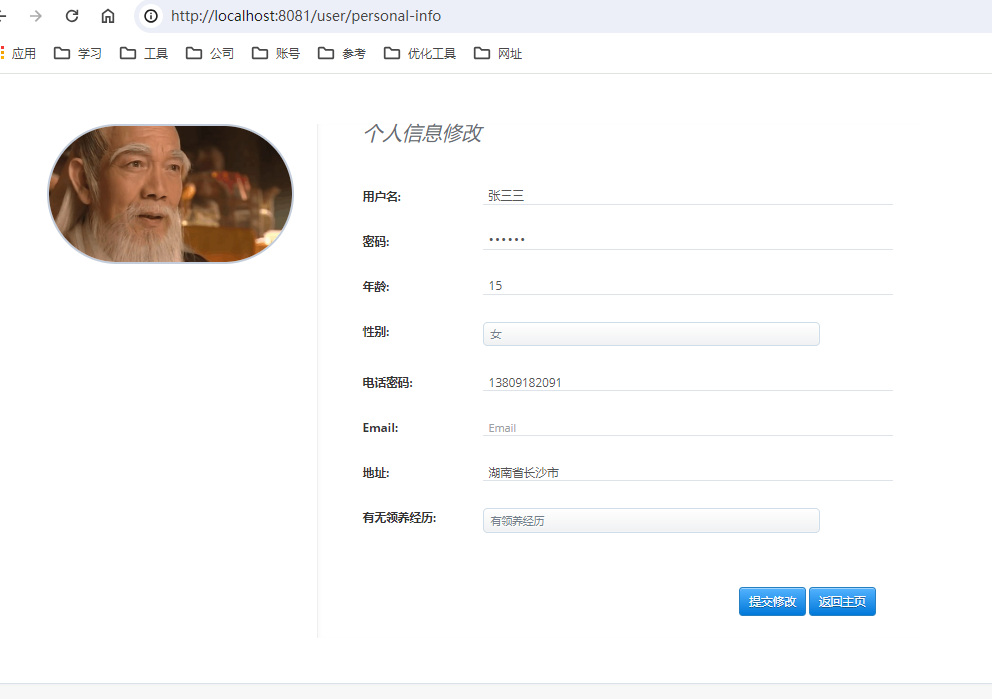 http://localhost:8081/user/personal-info
应用 学习 工具 公司 账号 参考 优化工具 网址
个人信息修改
用户名: 张三三
密码: ••••••
年龄: 15
性别: 女
电话密码: 13809182091
Email: Email
地址: 湖南省长沙市
有无领养经历: 有领养经历
提交修改 返回主页